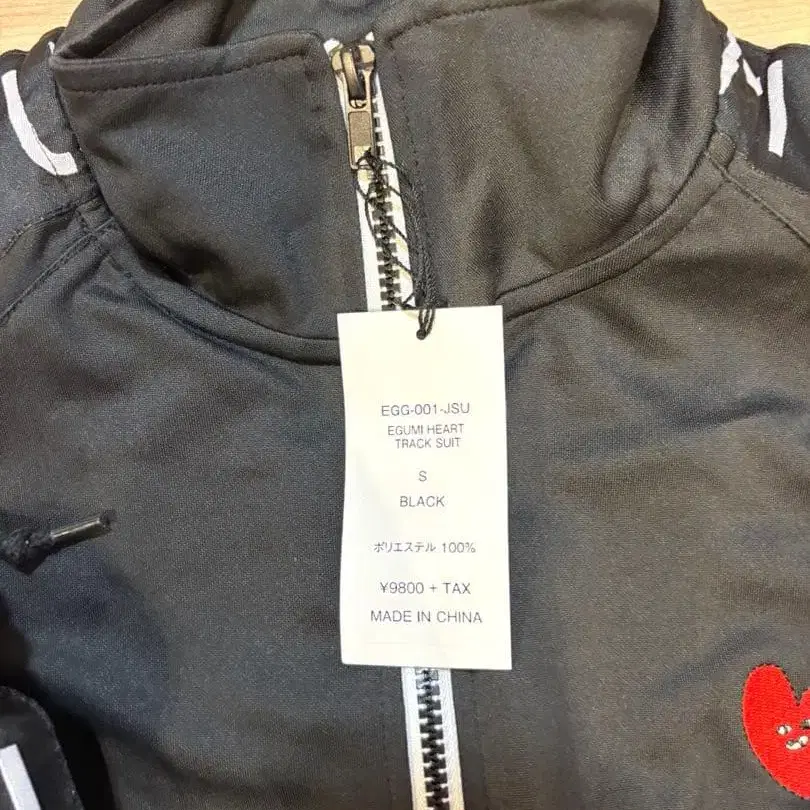 EGG-001-JSU
EGUMI HEART
TRACK SUIT
S
BLACK
ポリエステル 100%
¥9800 + TAX
MADE IN CHINA